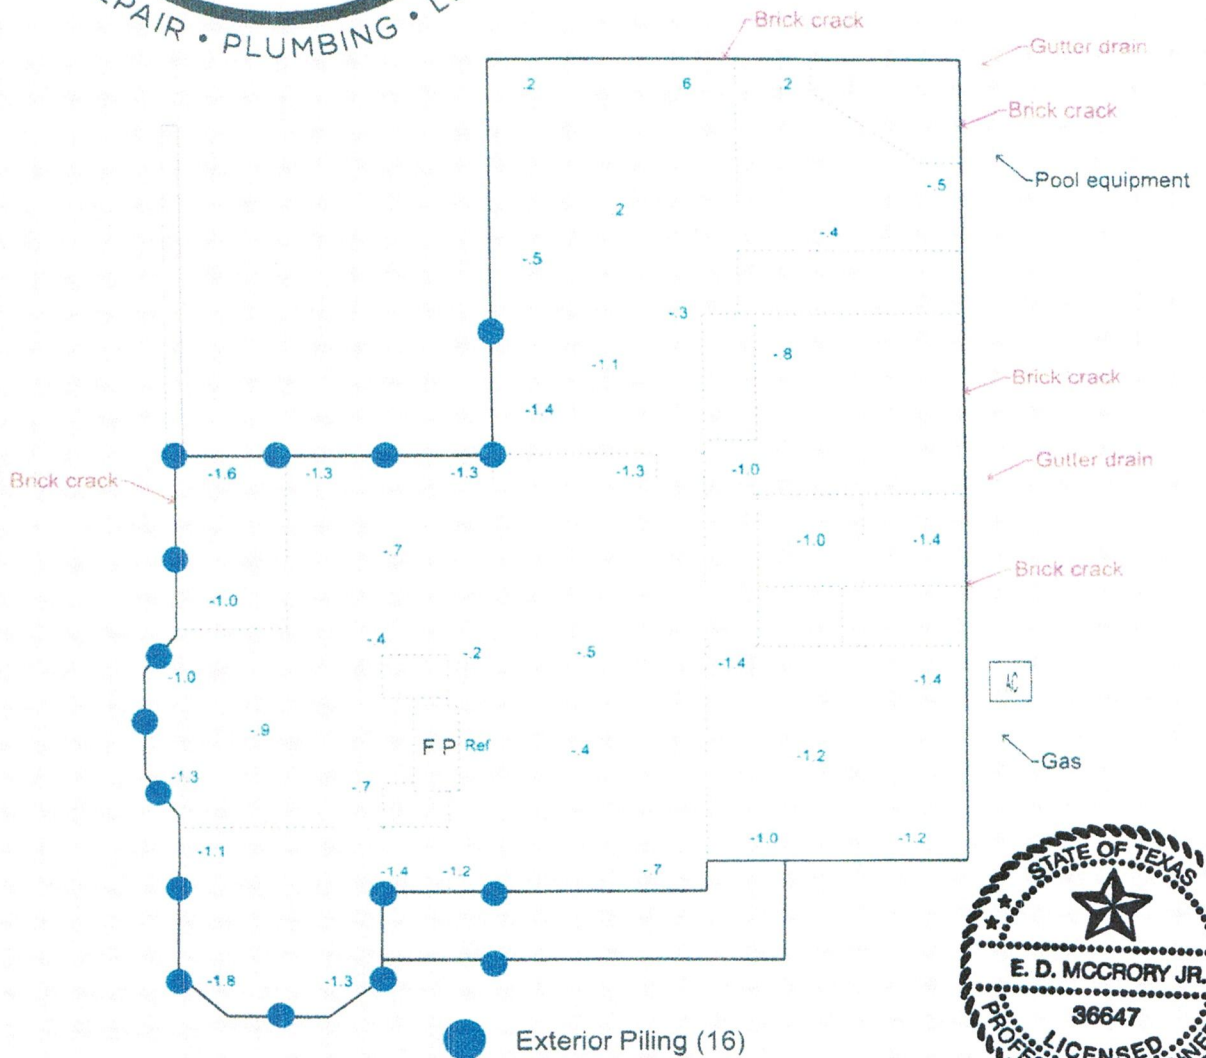 PAIR • PLUMBING • L
Brick crack
Gutter drain
.2
.6
.2
Brick crack
Pool equipment
-.5
.2
-.4
-.5
-.3
-.8
-1.1
Brick crack
-1.4
Gutter drain
-1.6
-1.3
-1.3
-1.3
-1.0
Brick crack
-.7
-1.0
-1.4
Brick crack
-1.0
-.4
-.2
-.5
-1.4
-1.0
-1.4
AC
-.9
F P Ref
-.4
-1.2
Gas
-1.3
-.7
-1.0
-1.2
-1.1
-1.4
-1.2
-.7
STATE OF TEXAS
E. D. MCCRORY JR.
36647
-1.8
-1.3
LICENSED
Exterior Piling (16)